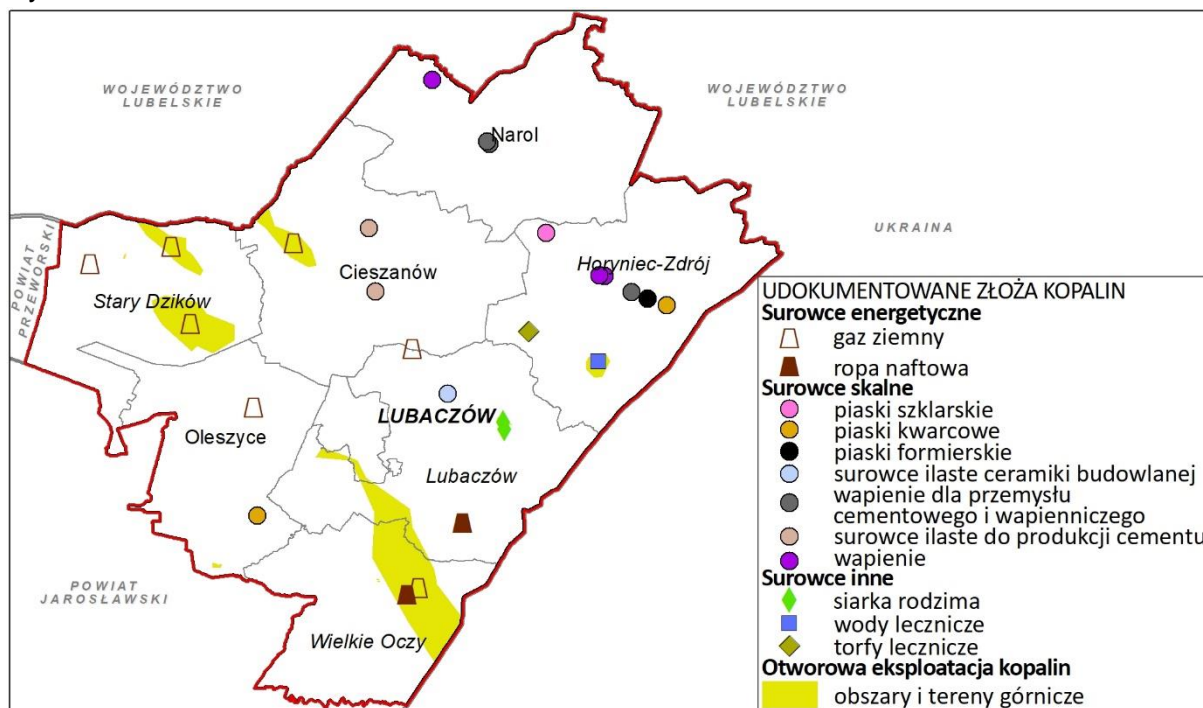 WOJEWÓDZTWO
LUBELSKIE
WOJEWÓDZTWO
LUBELSKIE
Narol
UKRAINA
POWIAT
PRZEWORSKI
Cieszanów
Horyniec-Zdrój
Stary Dzików
LUBACZÓW
Oleszyce
Lubaczów
POWIAT
JAROSŁAWSKI
Wielkie Oczy
UDOKUMENTOWANE ZŁOŻA KOPALIN
Surowce energetyczne
gaz ziemny
ropa naftowa
Surowce skalne
piaski szklarskie
piaski kwarcowe
piaski formierskie
surowce ilaste ceramiki budowlanej
wapienie dla przemysłu
cementowego i wapienniczego
surowce ilaste do produkcji cementu
wapienie
Surowce inne
siarka rodzima
wody lecznicze
torfy lecznicze
Otworowa eksploatacja kopalin
obszary i tereny górnicze